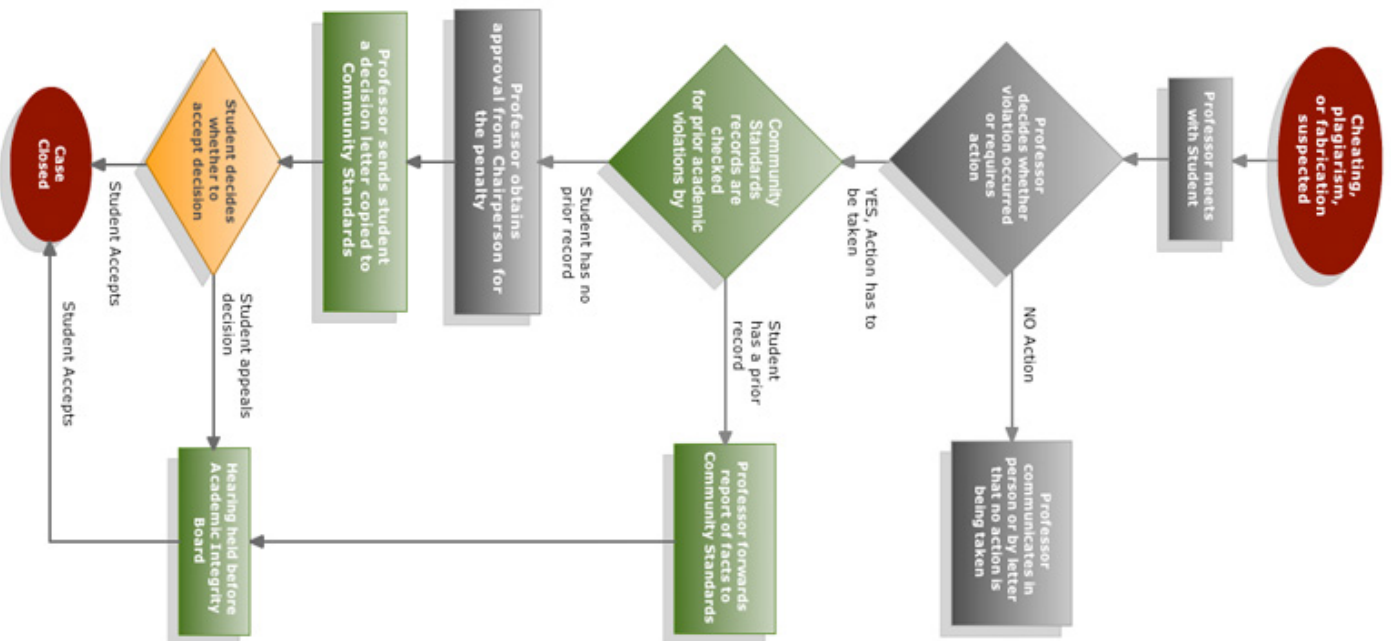 Cheating,
plagiarism,
or fabrication
suspected
Professor meets
with Student
Professor
decides whether
violation occurred
or requires
action
NO Action
Professor
communicates in
person or by letter
that no action is
being taken
YES, Action has to
be taken
Community
Standards
records are
checked
for prior academic
violations by
Student
has a prior
record
Professor forwards
report of facts to
Community Standards
Student has no
prior record
Professor obtains
approval from Chairperson for
the penalty
Professor sends student
a decision letter copied to
Community Standards
Student decides
whether to
accept decision
Student appeals
decision
Hearing held before
Academic Integrity
Board
Student Accepts
Student Accepts
Case
Closed